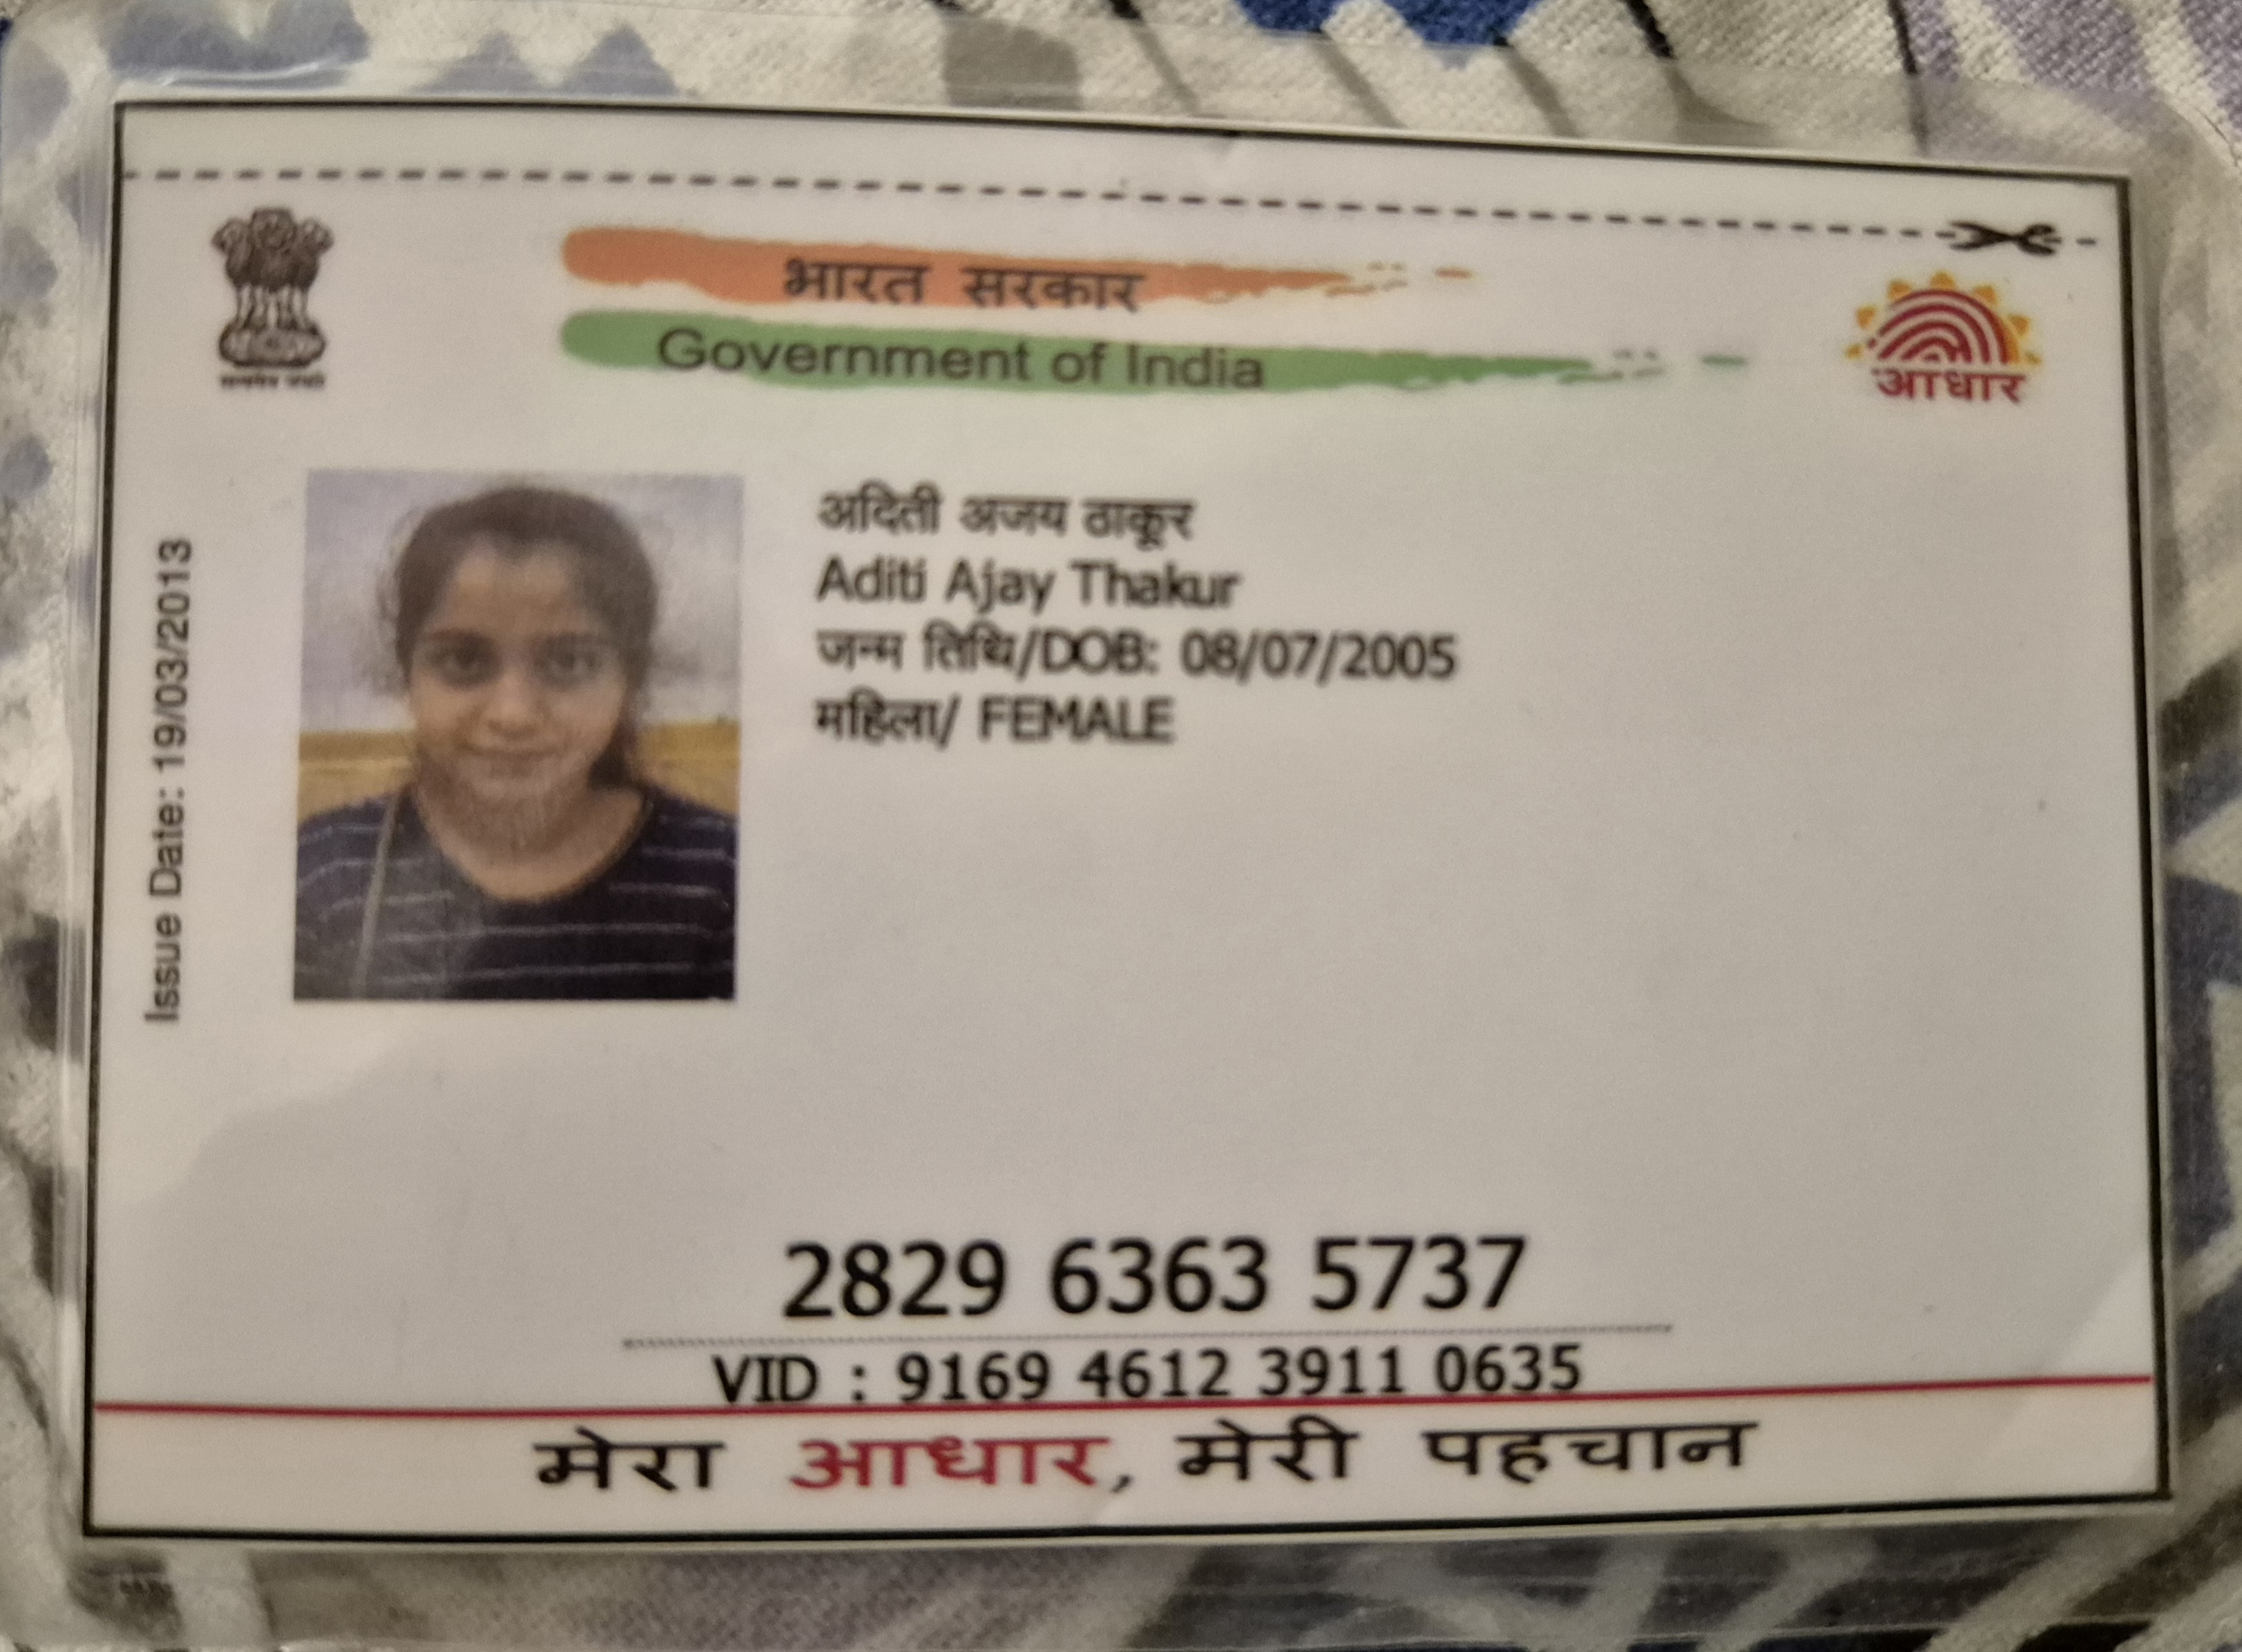 भारत सरकार
Government of India
आधार
Issue Date: 19/03/2013
अदिती अजय ठाकूर
Aditi Ajay Thakur
जन्म तिथि/DOB: 08/07/2005
महिला/ FEMALE
2829 6363 5737
VID : 9169 4612 3911 0635
मेरा आधार, मेरी पहचान